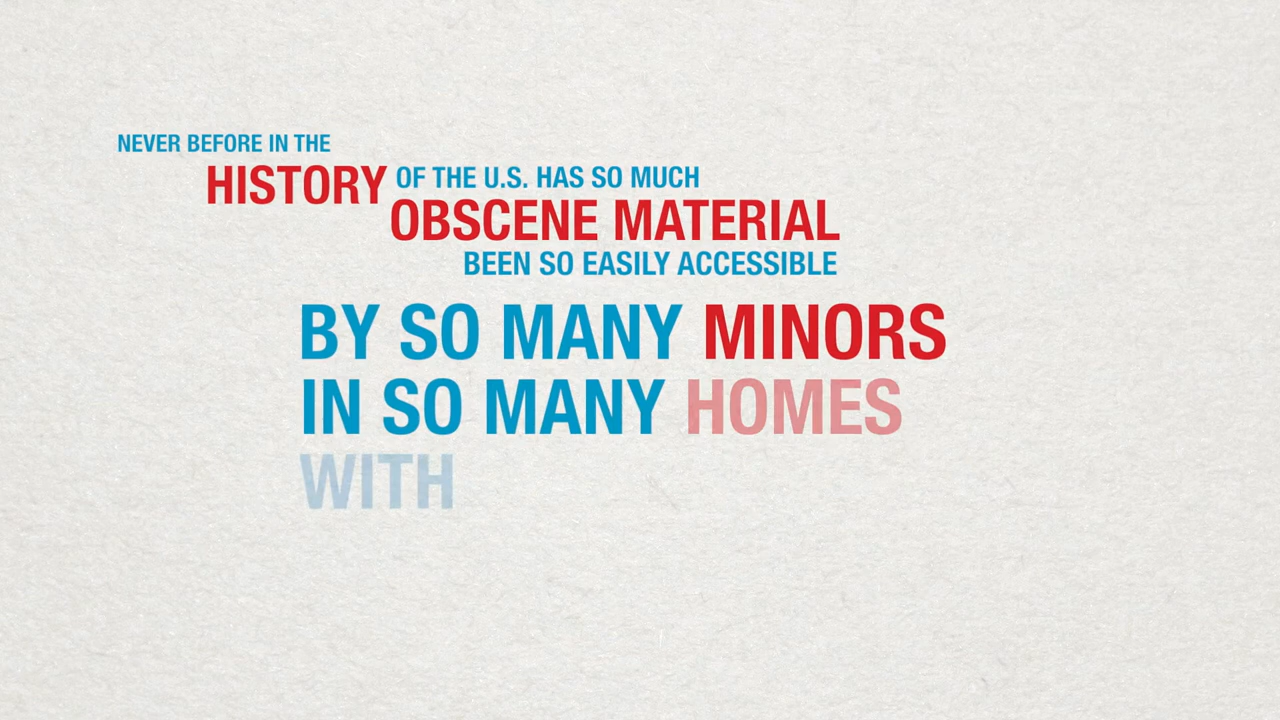 NEVER BEFORE IN THE
HISTORY OF THE U.S. HAS SO MUCH
OBSCENE MATERIAL
BEEN SO EASILY ACCESSIBLE
BY SO MANY MINORS
IN SO MANY HOMES
WITH